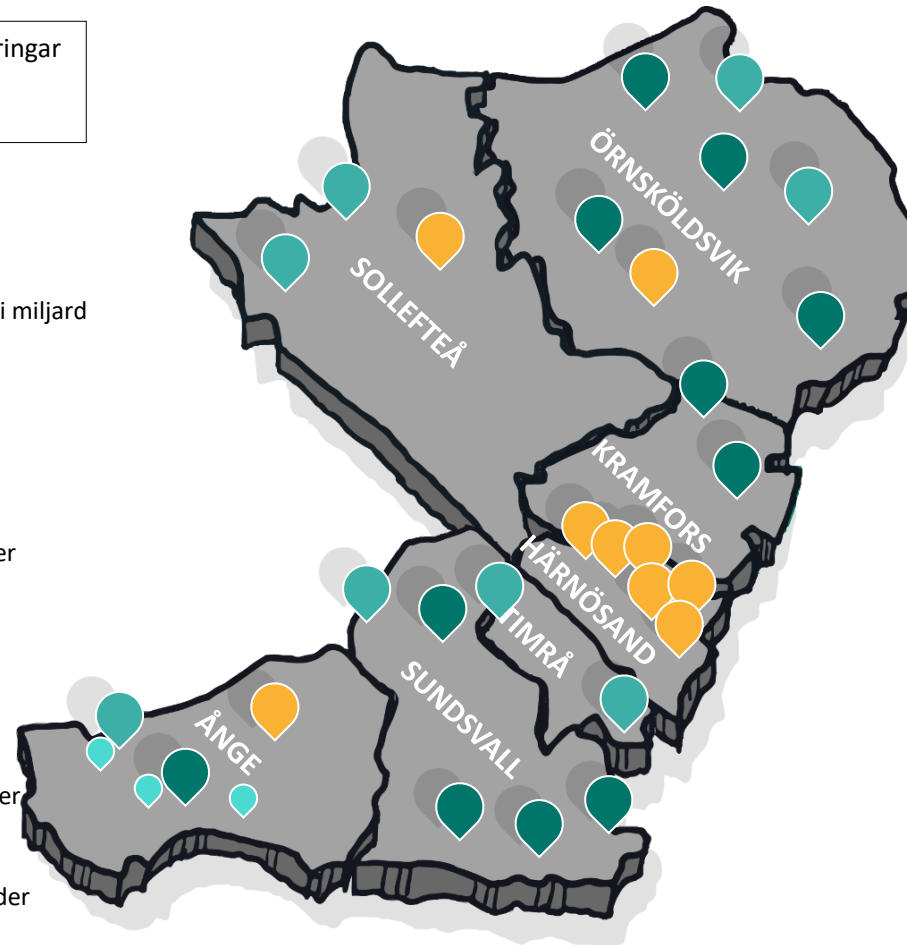 ringar
i miljard
er
er
der
ÖRNSKÖLDSVIK
SOLLEFTEÅ
KRAMFORS
HÄRNÖSAND
TIMRÅ
SUNDSVALL
ÅNGE